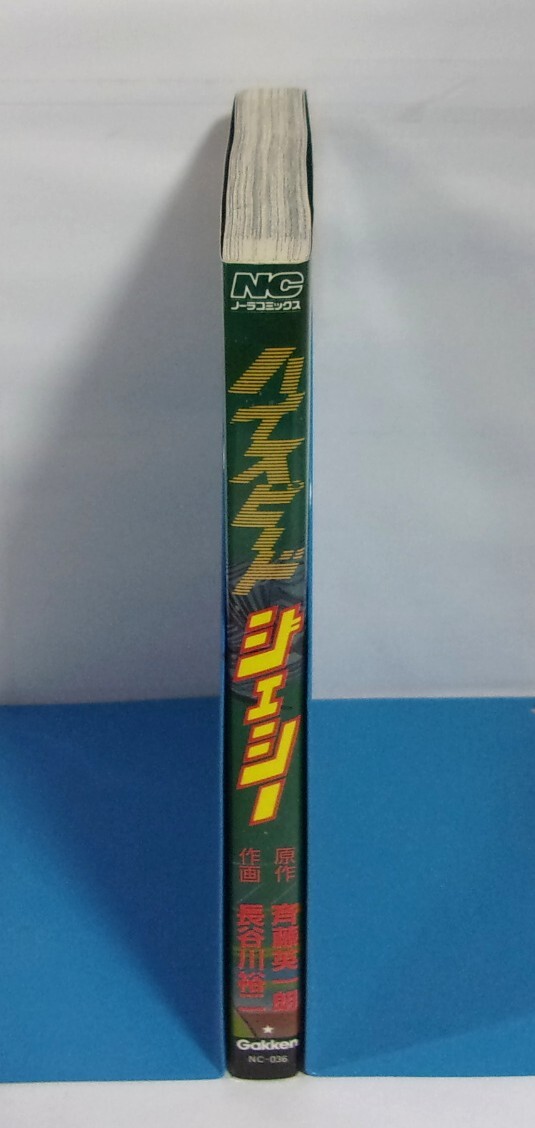 NC
ノーラコミックス
ハイスピード
ジェシー
原作 齊藤英一朗
作画 長谷川裕一
★
Gakken
NC-036